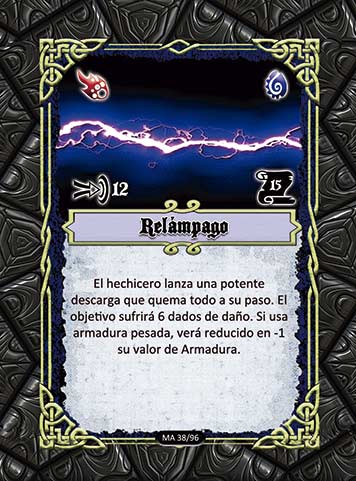 12
15
Relámpago
El hechicero lanza una potente
descarga que quema todo a su paso. El
objetivo sufrirá 6 dados de daño. Si usa
armadura pesada, verá reducido en -1
su valor de Armadura.
MA 38/96